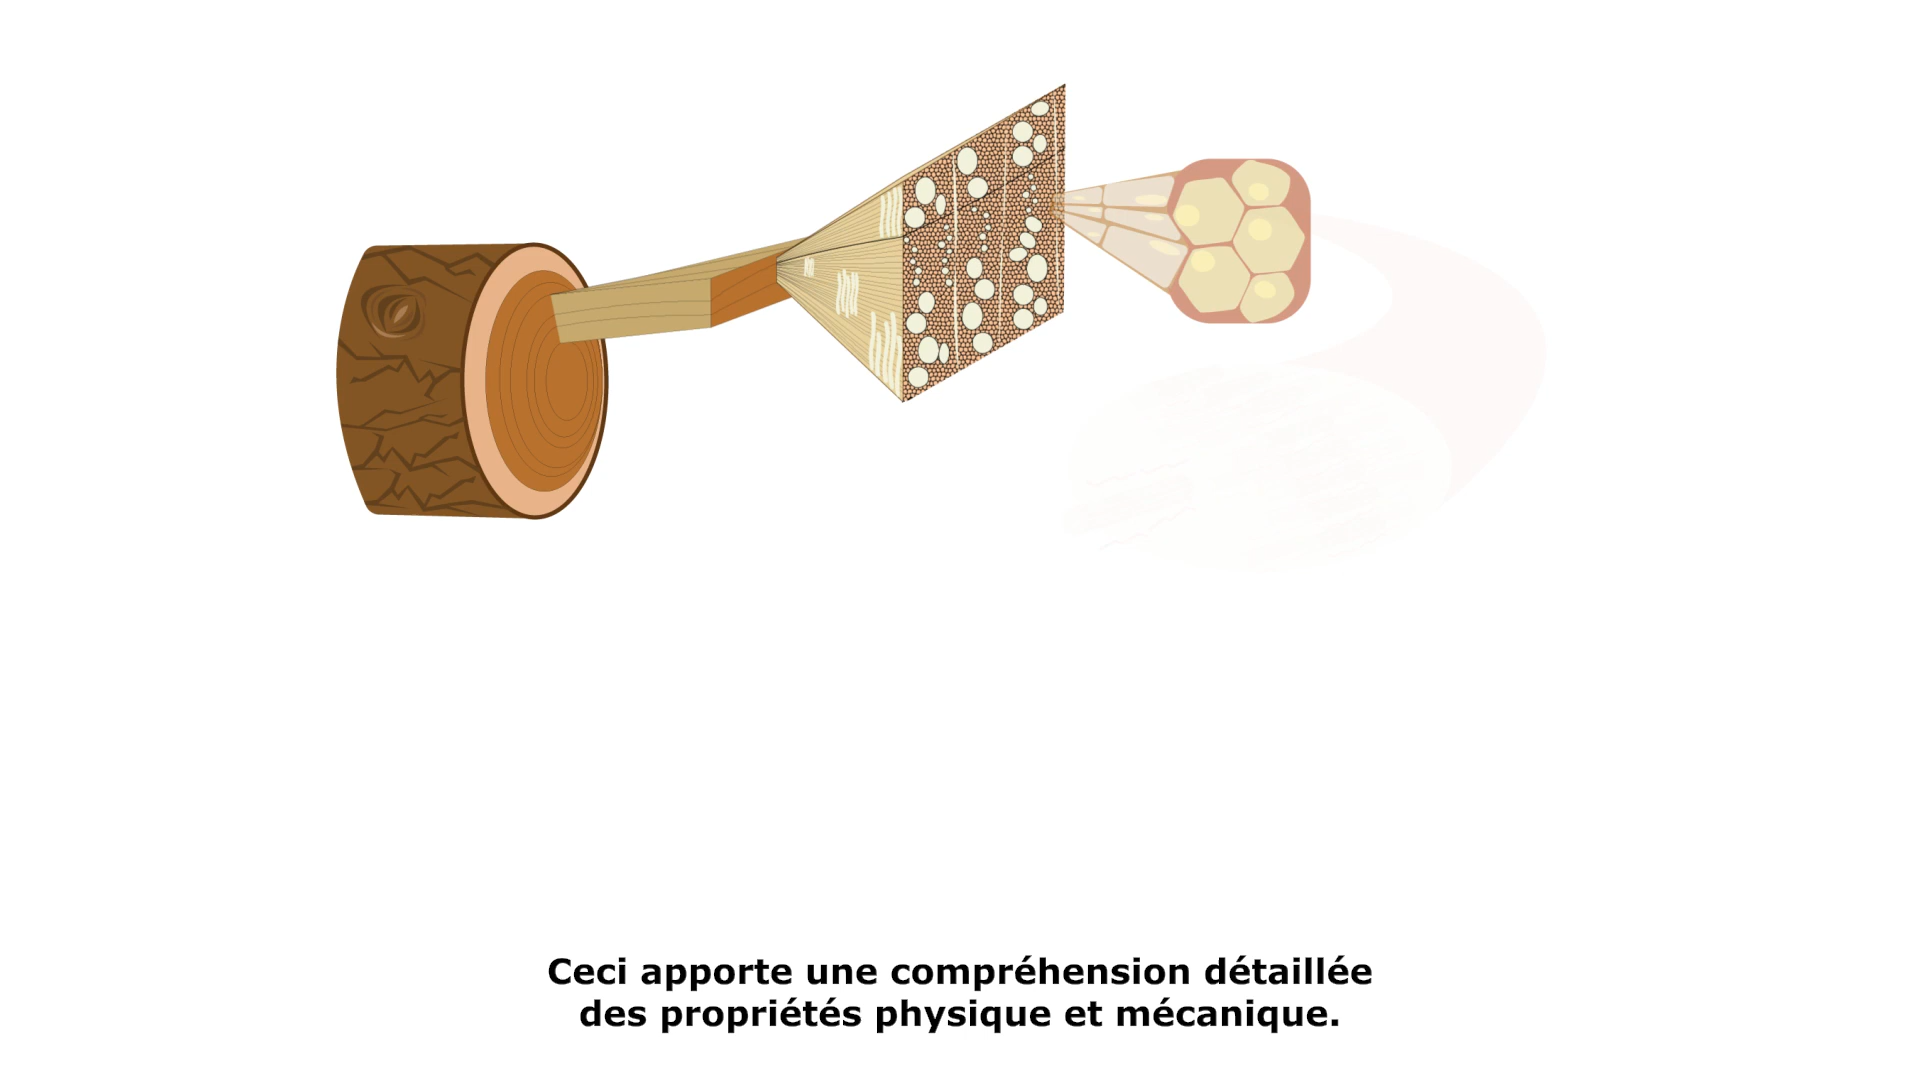 Ceci apporte une compréhension détaillée
des propriétés physique et mécanique.